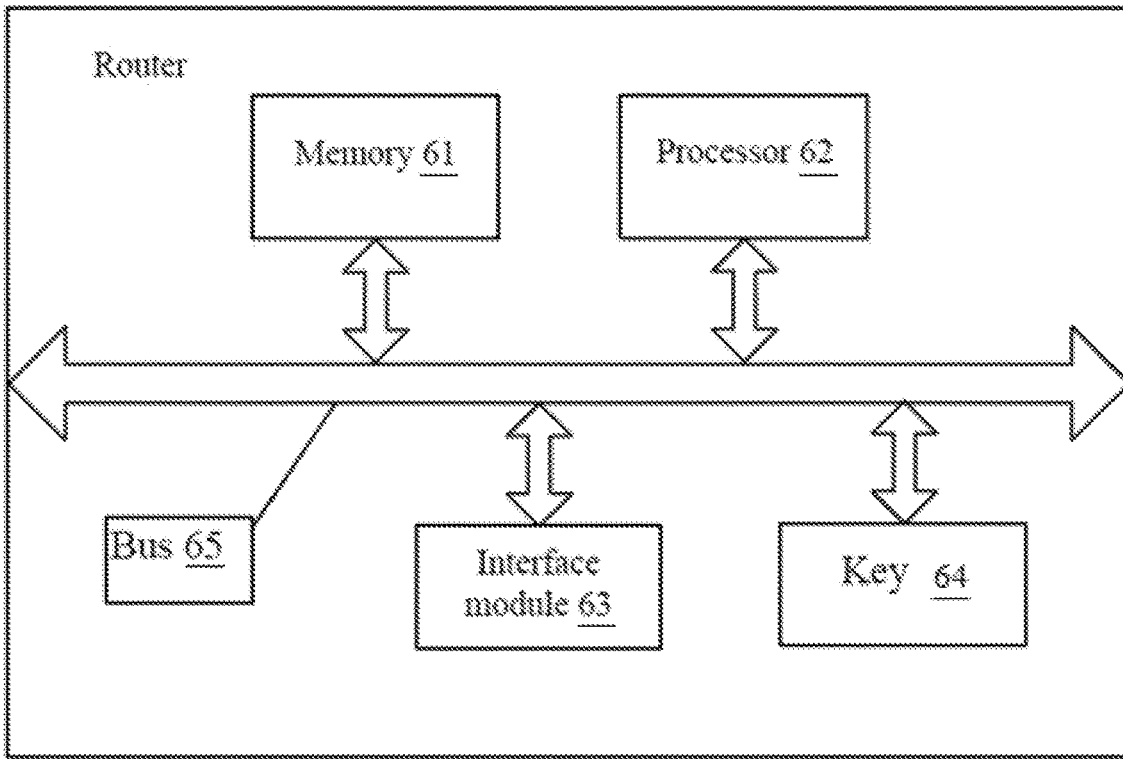 Router
Memory 61
Processor 62
Bus 65
Interface
module 63
Key 64